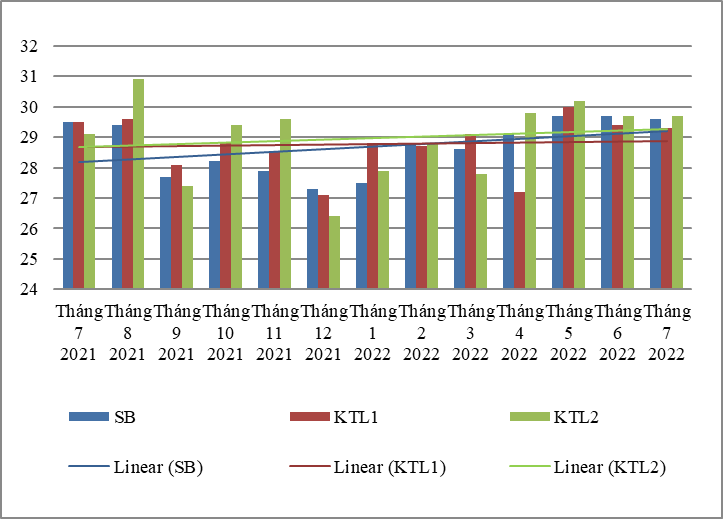 32
31
30
29
28
27
26
25
24
Tháng Tháng Tháng Tháng Tháng Tháng Tháng Tháng Tháng Tháng Tháng Tháng Tháng
7 8 9 10 11 12 1 2 3 4 5 6 7
2021 2021 2021 2021 2021 2021 2022 2022 2022 2022 2022 2022 2022
SB KTL1 KTL2
Linear (SB) Linear (KTL1) Linear (KTL2)